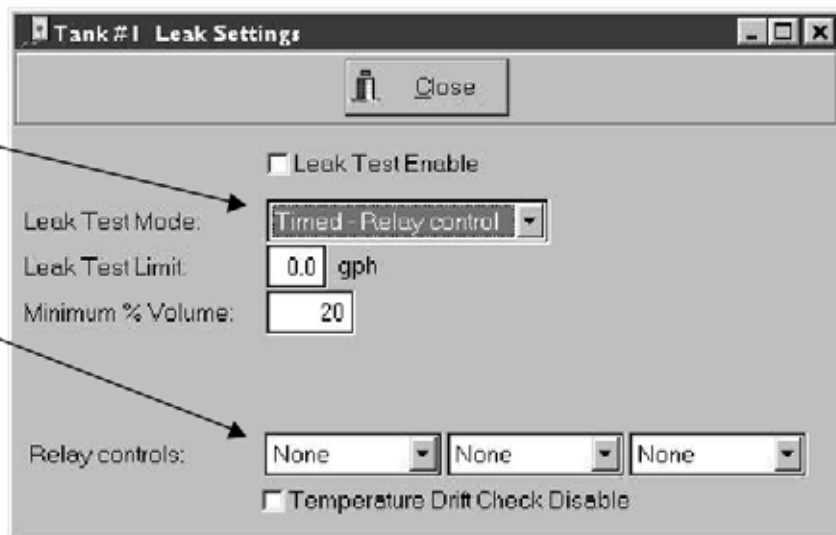 Tank #1 Leak Settings
Close
Leak Test Enable
Leak Test Mode: Timed - Relay control
Leak Test Limit: 0.0 gph
Minimum % Volume: 20
Relay controls: None None None
Temperature Drift Check Disable